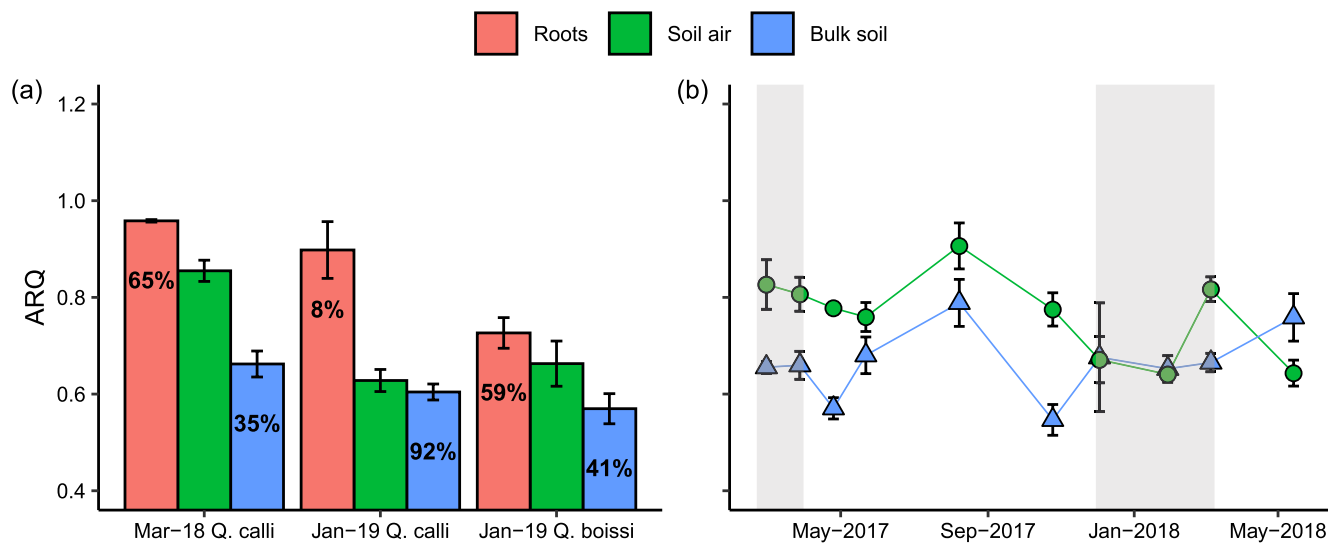 Roots Soil air Bulk soil
(a) (b)
1.2
1.0
0.8
0.6
0.4
ARQ
65%
35%
8%
92%
59%
41%
Mar−18 Q. calli Jan−19 Q. calli Jan−19 Q. boissi
May−2017 Sep−2017 Jan−2018 May−2018